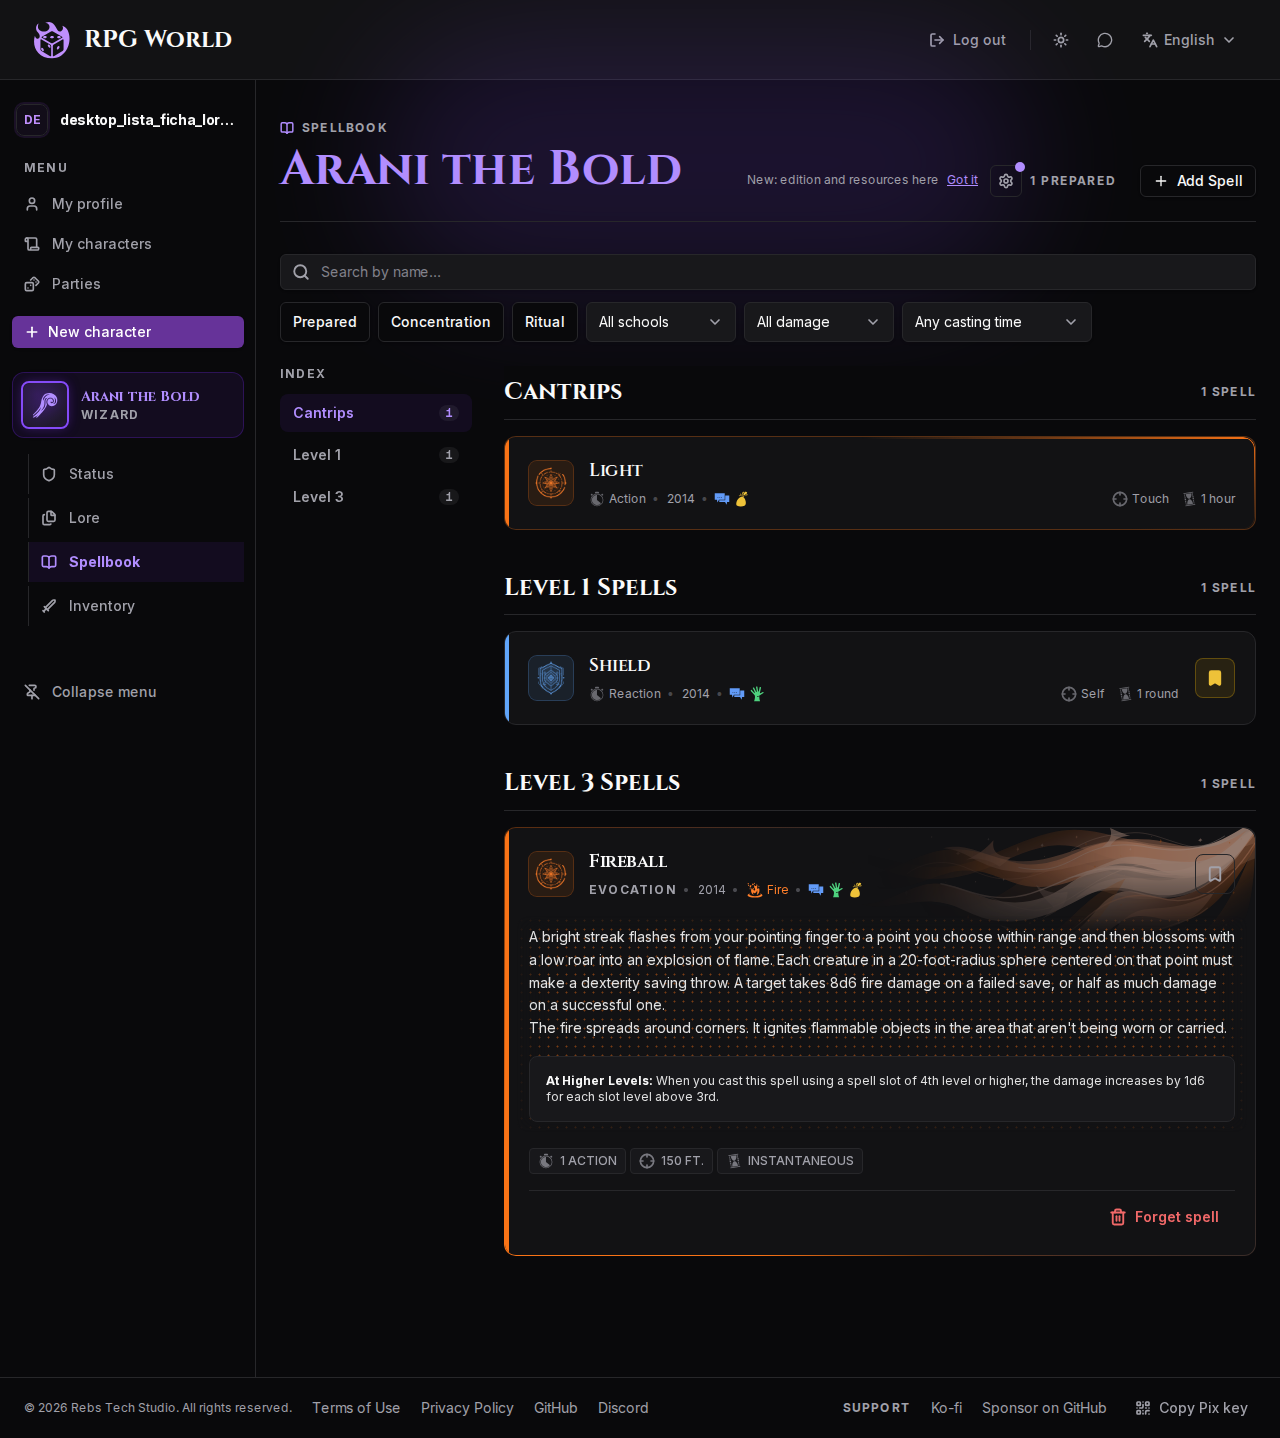 RPG World
Log out
English
DE
desktop_lista_ficha_lor...
MENU
My profile
My characters
Parties
New character
Arani the Bold
WIZARD
Status
Lore
Spellbook
Inventory
Collapse menu
SPELLBOOK
Arani the Bold
New: edition and resources here Got it
1 PREPARED
Add Spell
Search by name...
Prepared
Concentration
Ritual
All schools
All damage
Any casting time
INDEX
Cantrips 1
Level 1 1
Level 3 1
Cantrips
1 SPELL
Light
Action • 2014 •
Touch
1 hour
Level 1 Spells
1 SPELL
Shield
Reaction • 2014 •
Self
1 round
Level 3 Spells
1 SPELL
Fireball
EVOCATION • 2014 • Fire •
A bright streak flashes from your pointing finger to a point you choose within range and then blossoms with
a low roar into an explosion of flame. Each creature in a 20-foot-radius sphere centered on that point must
make a dexterity saving throw. A target takes 8d6 fire damage on a failed save, or half as much damage
on a successful one.
The fire spreads around corners. It ignites flammable objects in the area that aren't being worn or carried.
At Higher Levels: When you cast this spell using a spell slot of 4th level or higher, the damage increases by 1d6
for each slot level above 3rd.
1 ACTION
150 FT.
INSTANTANEOUS
Forget spell
© 2026 Rebs Tech Studio. All rights reserved.
Terms of Use
Privacy Policy
GitHub
Discord
SUPPORT
Ko-fi
Sponsor on GitHub
Copy Pix key